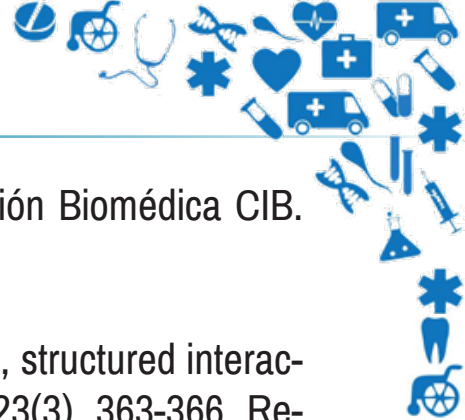 ión Biomédica CIB.
, structured interac-
23(3), 363-366. Re-